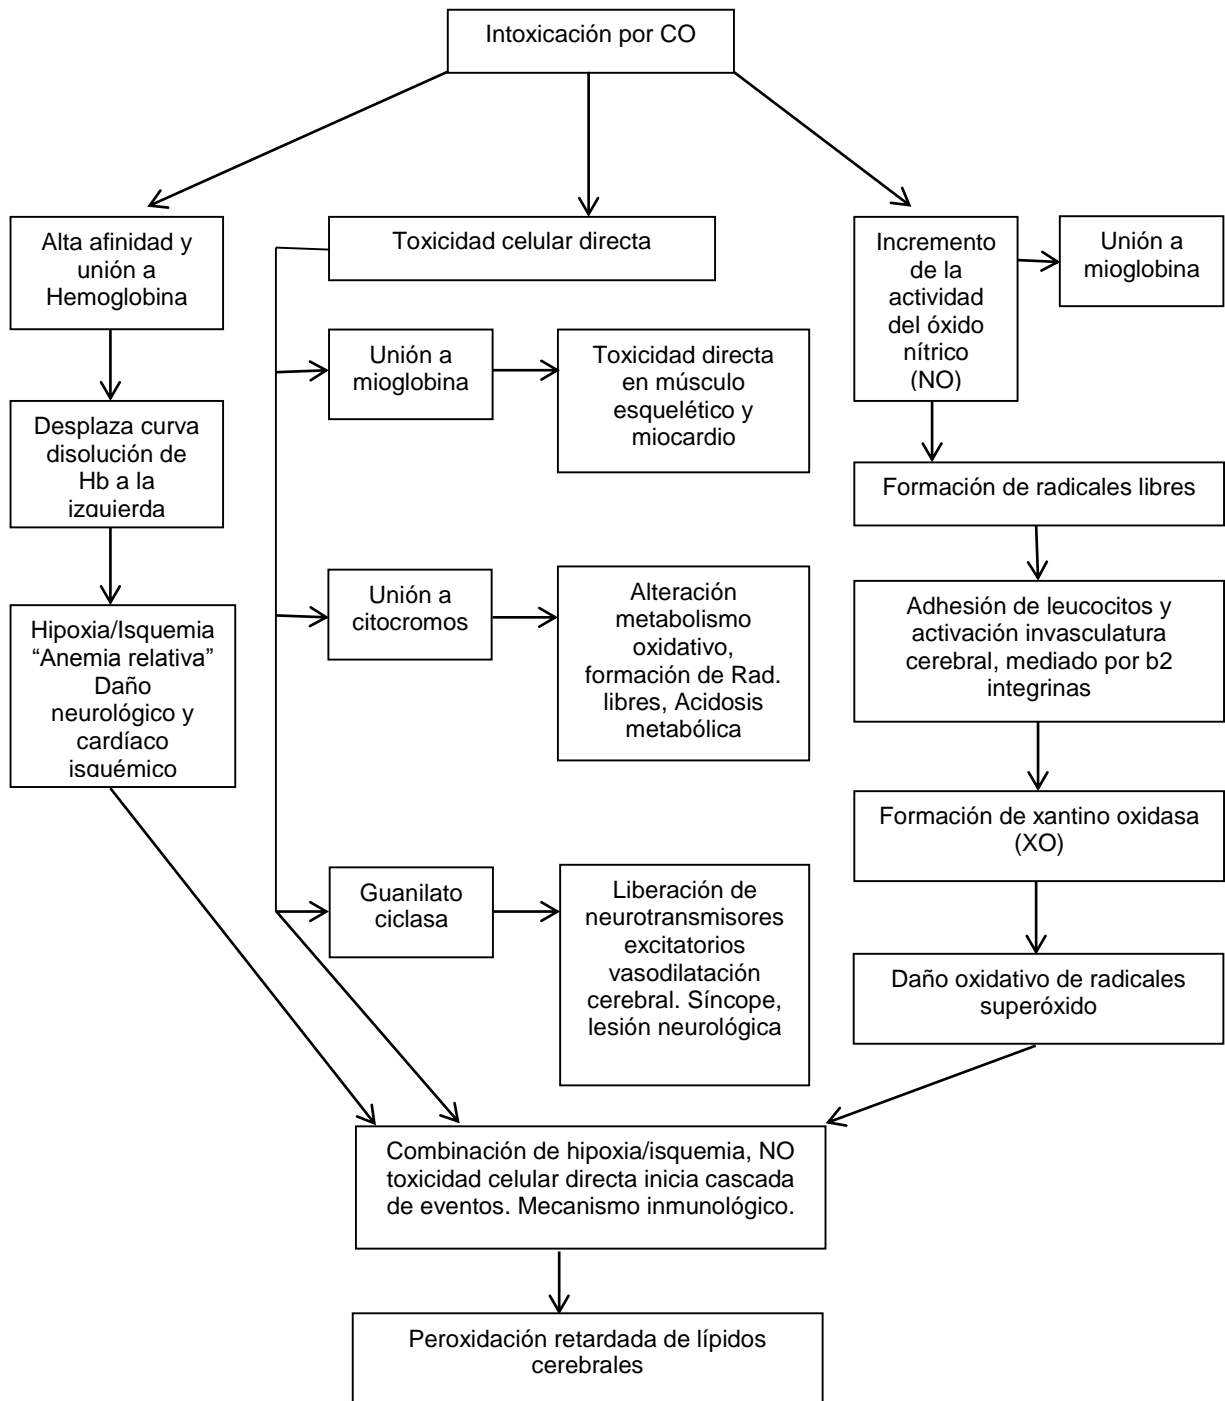 Intoxicación por CO
Alta afinidad y
unión a
Hemoglobina
Desplaza curva
disolución de
Hb a la
izquierda
Hipoxia/Isquemia
“Anemia relativa”
Daño
neurológico y
cardíaco
isquémico
Toxicidad celular directa
Unión a
mioglobina
Toxicidad directa
en músculo
esquelético y
miocardio
Unión a
citocromos
Alteración
metabolismo
oxidativo,
formación de Rad.
libres, Acidosis
metabólica
Guanilato
ciclasa
Liberación de
neurotransmisores
excitatorios
vasodilatación
cerebral. Síncope,
lesión neurológica
Incremento
de la
actividad
del óxido
nítrico
(NO)
Unión a
mioglobina
Formación de radicales libres
Adhesión de leucocitos y
activación invasculatura
cerebral, mediado por b2
integrinas
Formación de xantino oxidasa
(XO)
Daño oxidativo de radicales
superóxido
Combinación de hipoxia/isquemia, NO
toxicidad celular directa inicia cascada
de eventos. Mecanismo inmunológico.
Peroxidación retardada de lípidos
cerebrales